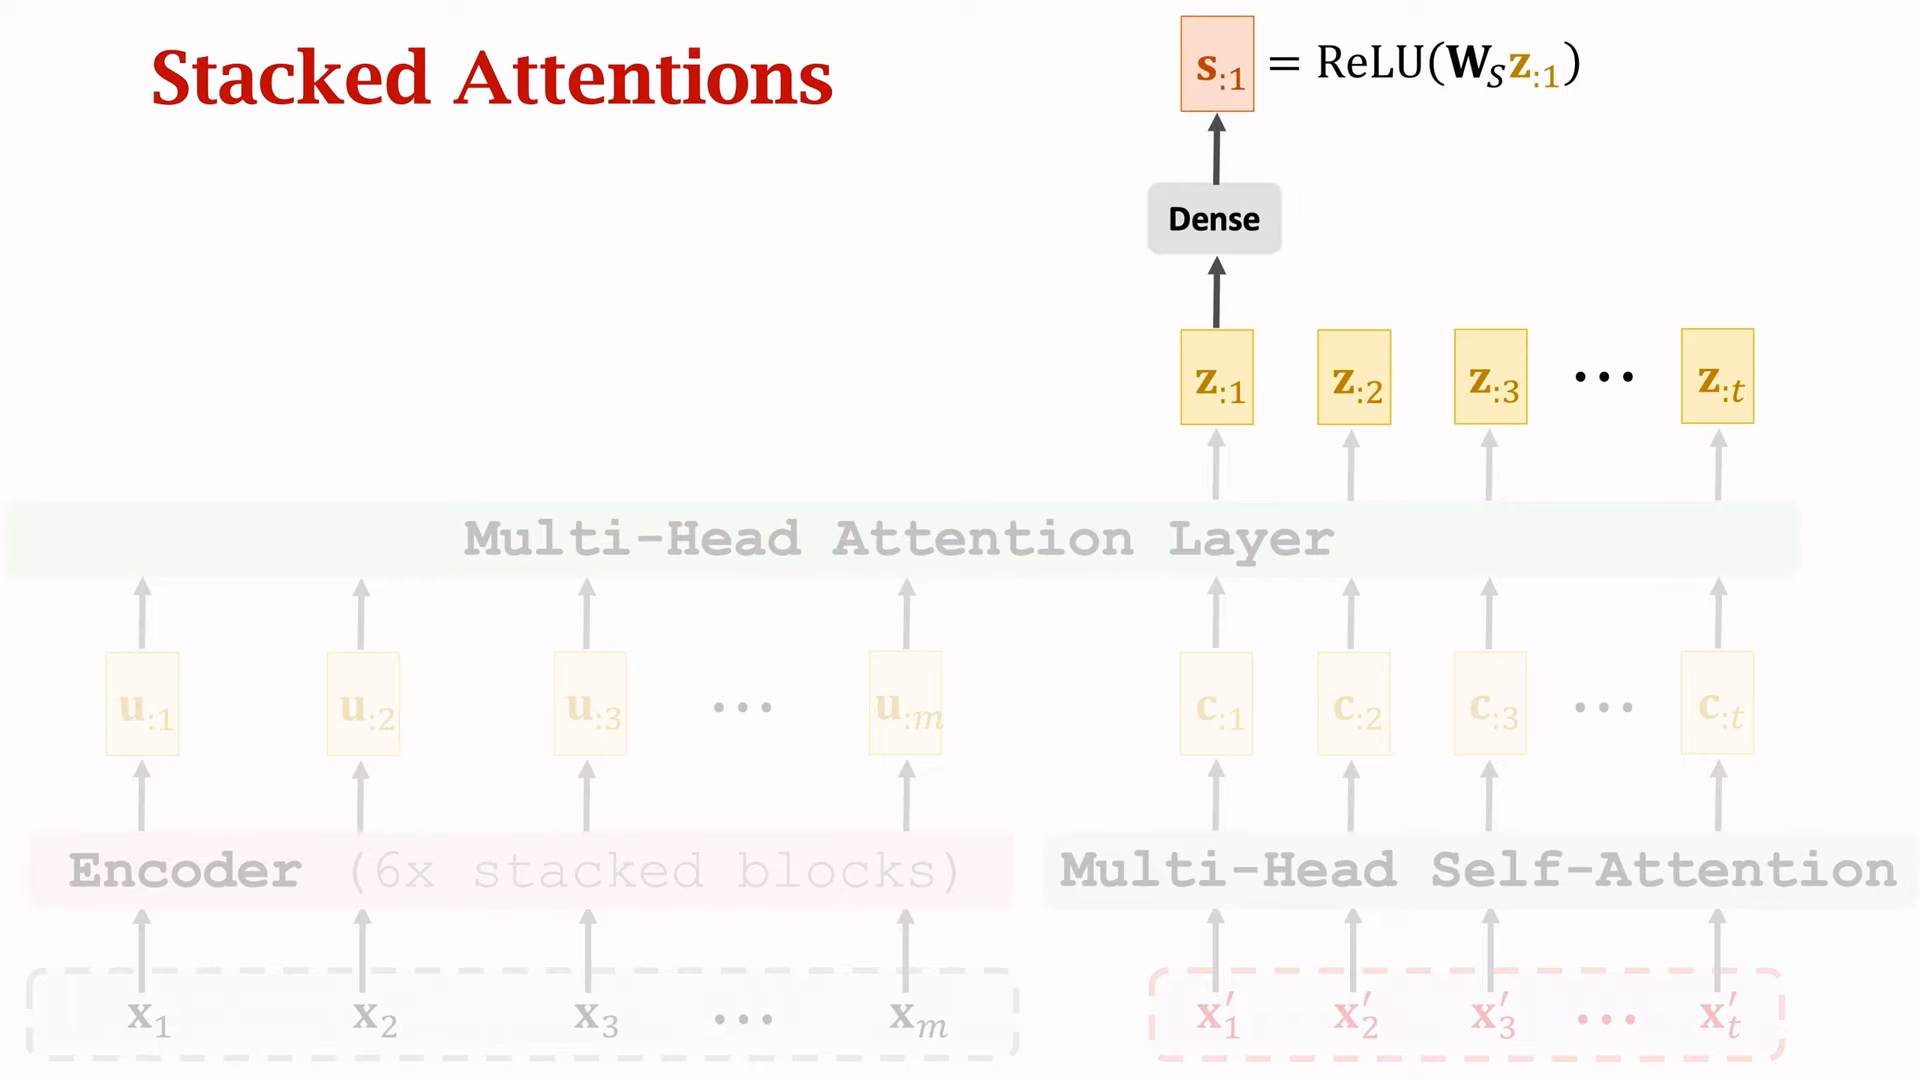 Stacked Attentions
s:1 = ReLU(W_S z:1)
Dense
z:1 z:2 z:3 ··· z:t
Multi-Head Attention Layer
u:1 u:2 u:3 ··· u:m c:1 c:2 c:3 ··· c:t
Encoder (6x stacked blocks) Multi-Head Self-Attention
x₁ x₂ x₃ ··· xₘ x′₁ x′₂ x′₃ ··· x′ₜ